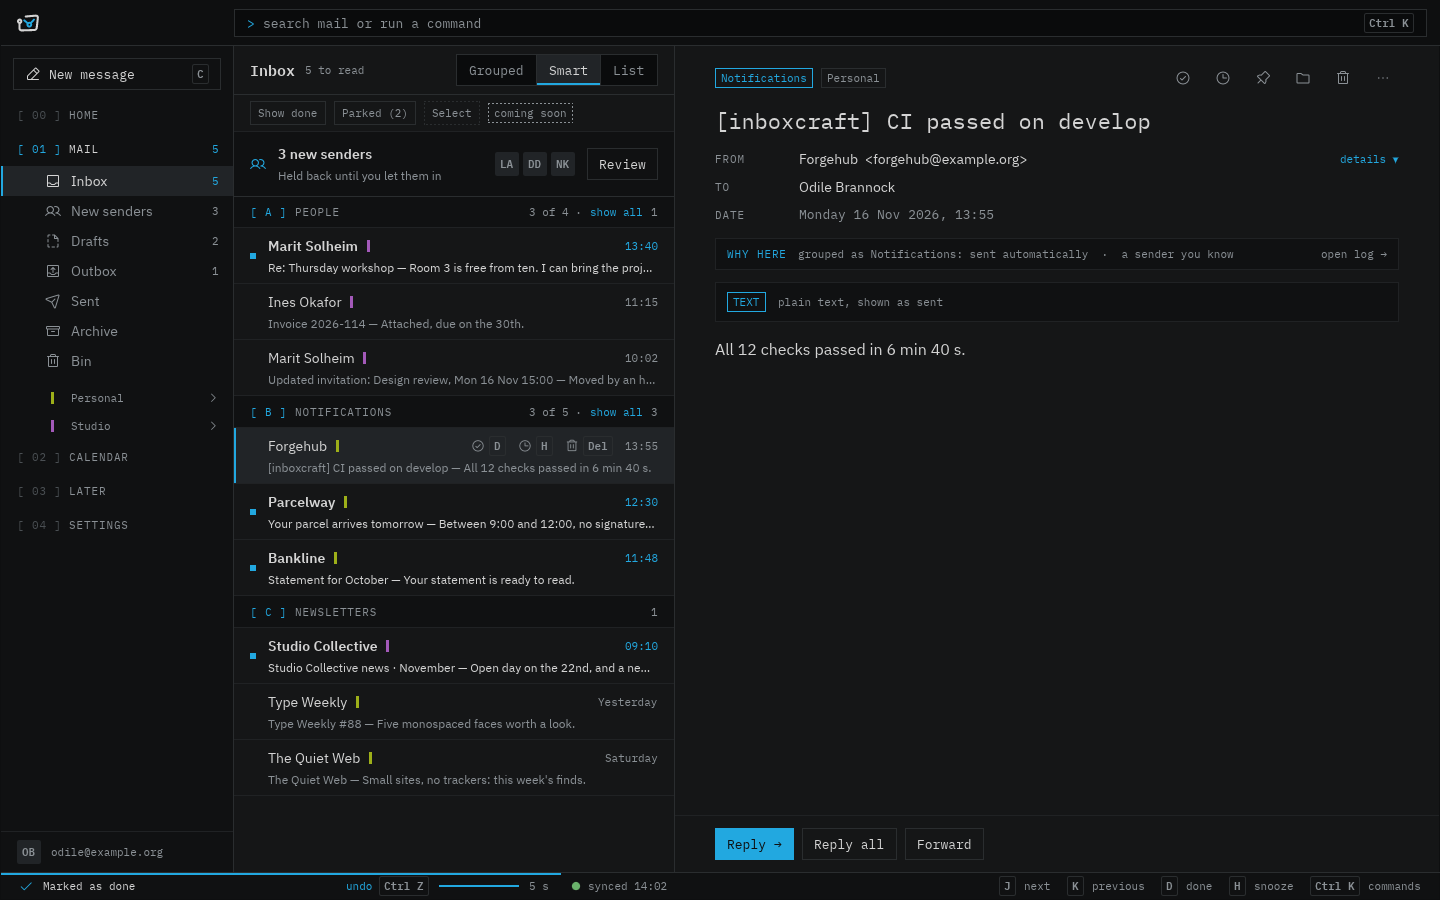 > search mail or run a command Ctrl K
New message C
[ 00 ] HOME
[ 01 ] MAIL 5
Inbox 5
New senders 3
Drafts 2
Outbox 1
Sent
Archive
Bin
Personal
Studio
[ 02 ] CALENDAR
[ 03 ] LATER
[ 04 ] SETTINGS
OB odile@example.org
Inbox 5 to read Grouped Smart List
Show done Parked (2) Select coming soon
3 new senders
Held back until you let them in
LA DD NK Review
[ A ] PEOPLE 3 of 4 · show all 1
Marit Solheim 13:40
Re: Thursday workshop — Room 3 is free from ten. I can bring the proj…
Ines Okafor 11:15
Invoice 2026-114 — Attached, due on the 30th.
Marit Solheim 10:02
Updated invitation: Design review, Mon 16 Nov 15:00 — Moved by an h…
[ B ] NOTIFICATIONS 3 of 5 · show all 3
Forgehub D H Del 13:55
[inboxcraft] CI passed on develop — All 12 checks passed in 6 min 40 s.
Parcelway 12:30
Your parcel arrives tomorrow — Between 9:00 and 12:00, no signature…
Bankline 11:48
Statement for October — Your statement is ready to read.
[ C ] NEWSLETTERS 1
Studio Collective 09:10
Studio Collective news · November — Open day on the 22nd, and a ne…
Type Weekly Yesterday
Type Weekly #88 — Five monospaced faces worth a look.
The Quiet Web Saturday
The Quiet Web — Small sites, no trackers: this week's finds.
Notifications Personal
[inboxcraft] CI passed on develop
FROM Forgehub <forgehub@example.org> details ▾
TO Odile Brannock
DATE Monday 16 Nov 2026, 13:55
WHY HERE grouped as Notifications: sent automatically · a sender you know open log →
TEXT plain text, shown as sent
All 12 checks passed in 6 min 40 s.
Reply → Reply all Forward
Marked as done undo Ctrl Z 5 s synced 14:02 J next K previous D done H snooze Ctrl K commands